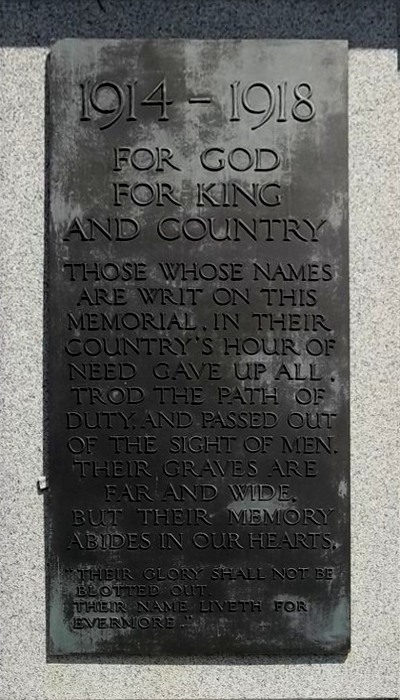 1914 - 1918
FOR GOD
FOR KING
AND COUNTRY
THOSE WHOSE NAMES
ARE WRIT ON THIS
MEMORIAL, IN THEIR
COUNTRY'S HOUR OF
NEED GAVE UP ALL,
TROD THE PATH OF
DUTY, AND PASSED OUT
OF THE SIGHT OF MEN.
THEIR GRAVES ARE
FAR AND WIDE,
BUT THEIR MEMORY
ABIDES IN OUR HEARTS.
"THEIR GLORY SHALL NOT BE
BLOTTED OUT.
THEIR NAME LIVETH FOR
EVERMORE."